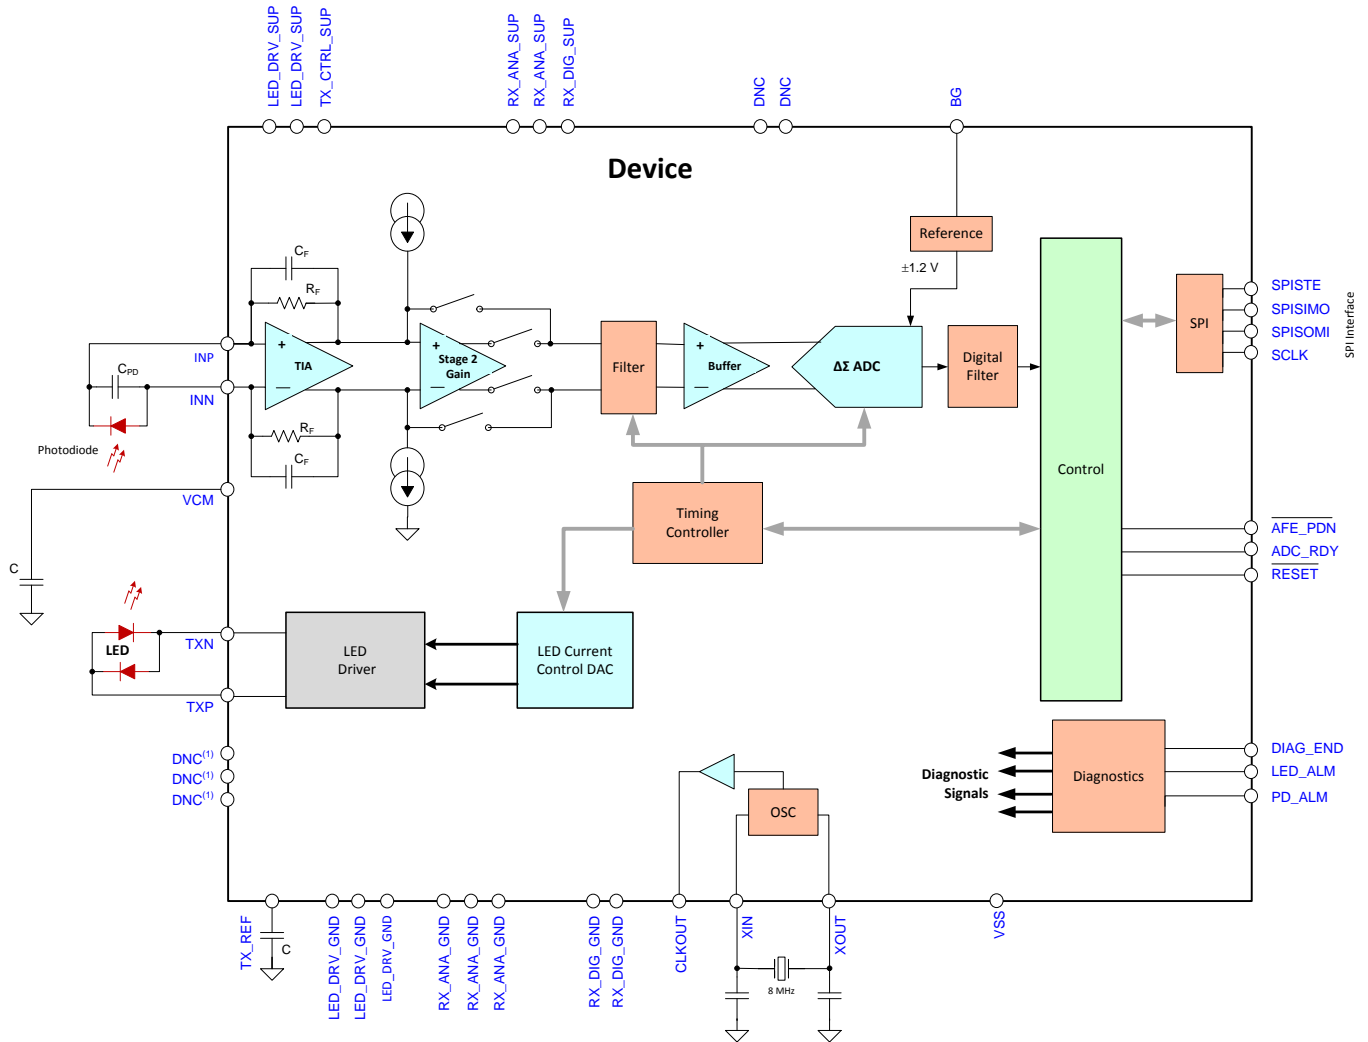 LED_DRV_SUP
LED_DRV_SUP
TX_CTRL_SUP
RX_ANA_SUP
RX_ANA_SUP
RX_DIG_SUP
DNC
DNC
BG
Device
Reference
±1.2 V
CF
RF
INP
+
TIA
−
CPD
INN
Photodiode
RF
CF
+
Stage 2
Gain
−
Filter
+
Buffer
−
ΔΣ ADC
Digital
Filter
Control
SPI
SPISTE
SPISIMO
SPISOMI
SCLK
SPI Interface
VCM
C
Timing
Controller
AFE_PDN
ADC_RDY
RESET
TXN
LED
TXP
LED
Driver
LED Current
Control DAC
DNC(1)
DNC(1)
DNC(1)
Diagnostic
Signals
Diagnostics
DIAG_END
LED_ALM
PD_ALM
OSC
TX_REF
C
LED_DRV_GND
LED_DRV_GND
LED_DRV_GND
RX_ANA_GND
RX_ANA_GND
RX_ANA_GND
RX_DIG_GND
RX_DIG_GND
CLKOUT
XIN
8 MHz
XOUT
VSS